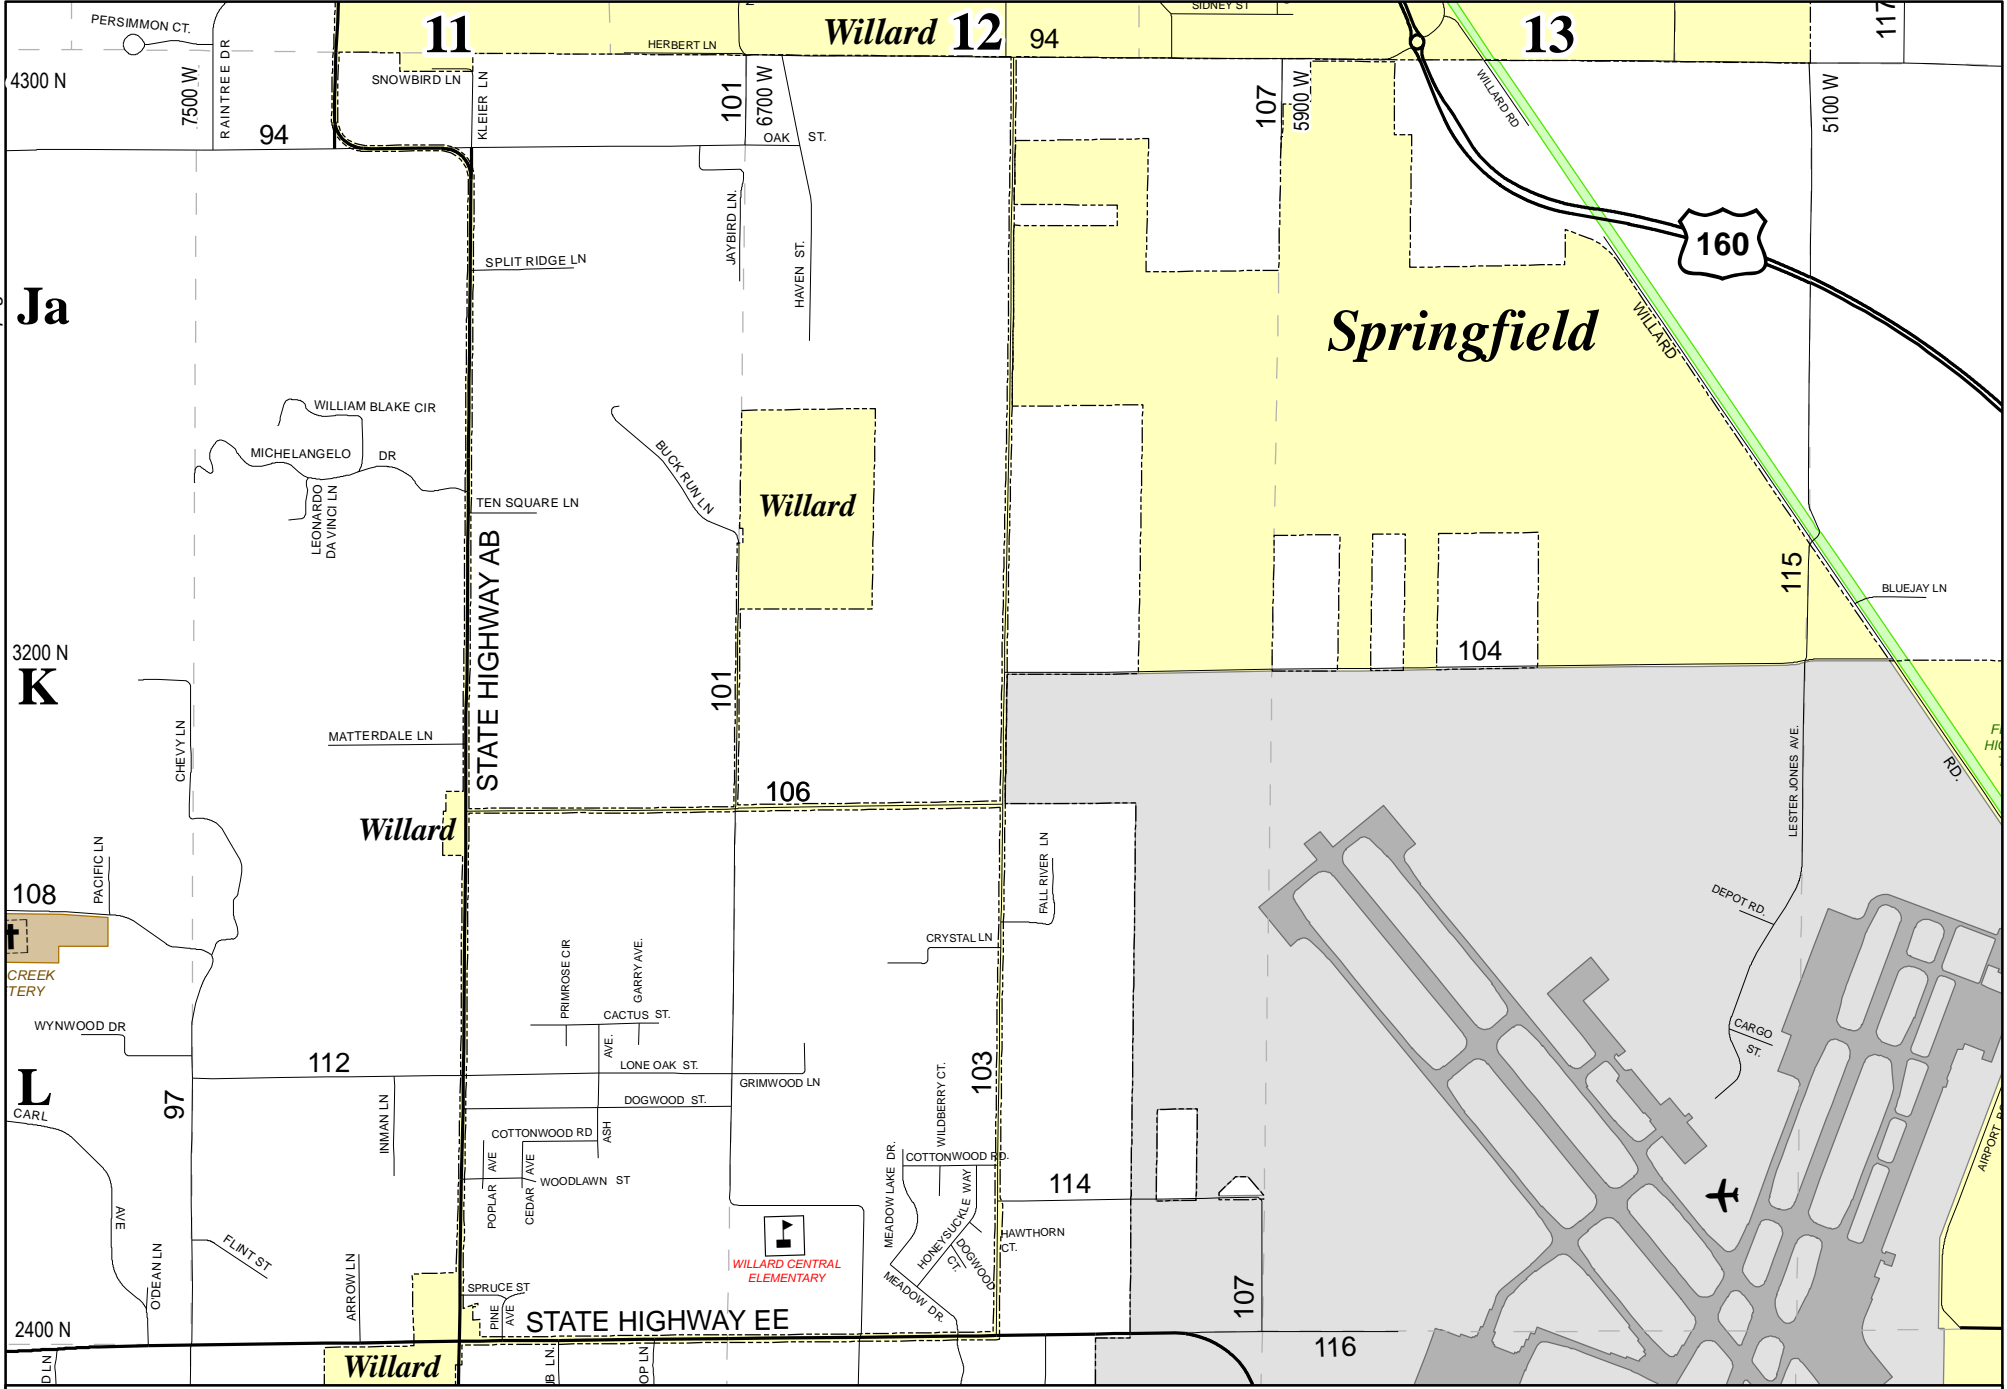 PERSIMMON CT.
RAINTREE DR
7500 W
4300 N
94
11
Willard
12
94
SIDNEY ST
13
117
HERBERT LN
SNOWBIRD LN
KLEIER LN
101
6700 W
OAK ST.
107
5900 W
WILLARD RD
5100 W
160
JAYBIRD LN.
HAVEN ST.
SPLIT RIDGE LN
Ja
Springfield
WILLARD
RD.
WILLIAM BLAKE CIR
MICHELANGELO DR
LEONARDO
DA VINCI LN
TEN SQUARE LN
BUCK RUN LN
Willard
STATE HIGHWAY AB
115
BLUEJAY LN
3200 N
K
104
101
CHEVY LN
MATTERDALE LN
LESTER JONES AVE.
106
Willard
PACIFIC LN
108
FALL RIVER LN
DEPOT RD.
CRYSTAL LN
CREEK
TERY
PRIMROSE CIR
GARRY AVE.
CACTUS ST.
WYNWOOD DR
CARGO
ST.
112
LONE OAK ST.
GRIMWOOD LN
103
L
97
CARL
AVE
INMAN LN
DOGWOOD ST.
COTTONWOOD RD
ASH
AVE.
WILDBERRY CT.
COTTONWOOD RD.
POPLAR AVE
CEDAR AVE
WOODLAWN ST
MEADOW LAKE DR.
HONEYSUCKLE WAY
114
HAWTHORN
CT.
DOGWOOD
CT.
MEADOW DR.
AIRPORT
FLINT ST
O'DEAN LN
ARROW LN
WILLARD CENTRAL
ELEMENTARY
SPRUCE ST
PINE
AVE
STATE HIGHWAY EE
107
116
2400 N
Willard
D LN
JB LN.
OP LN